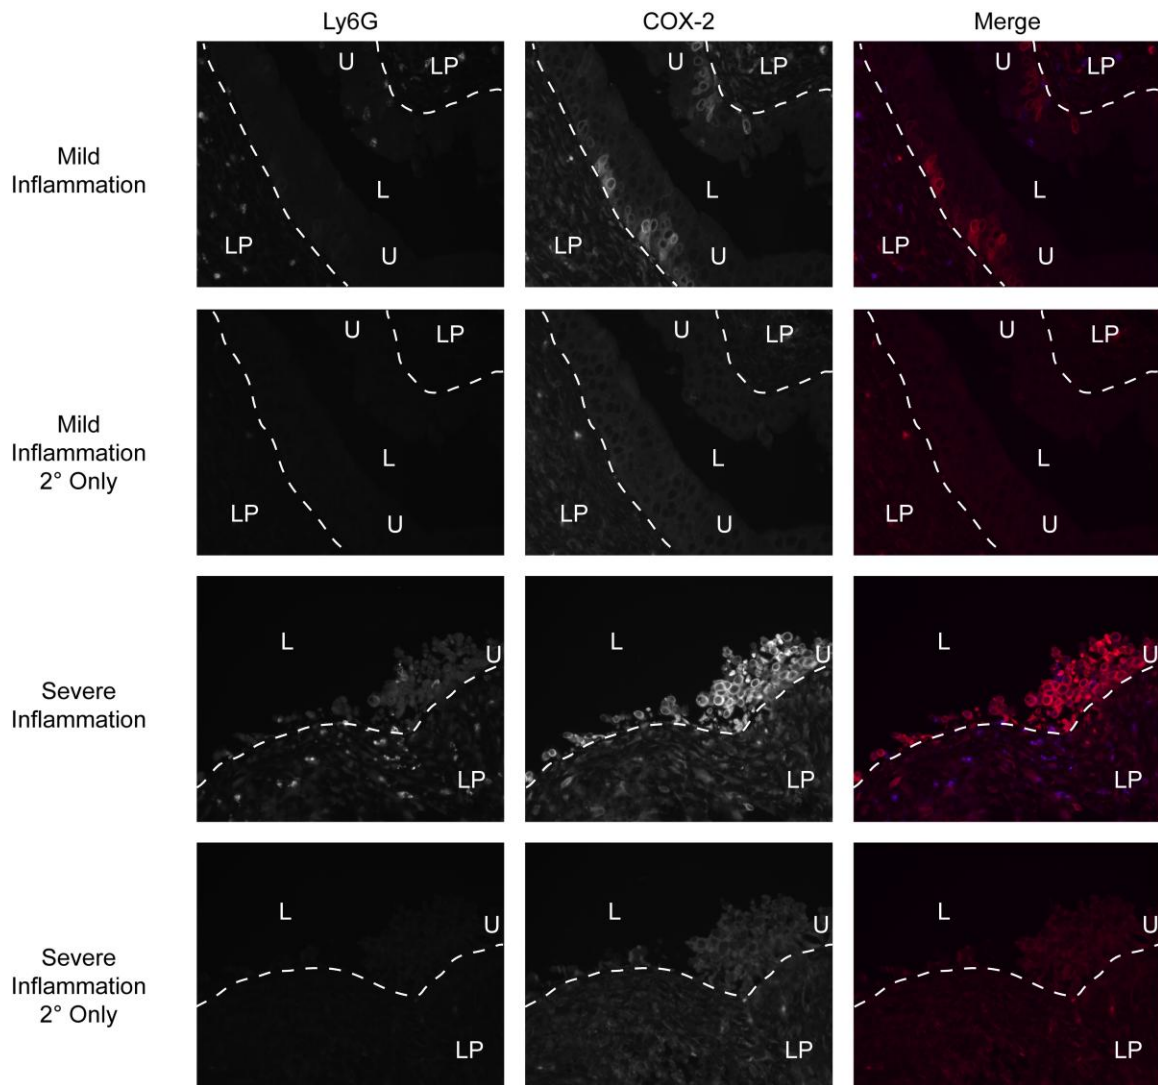 Ly6G COX-2 Merge
Mild
Inflammation
U LP U LP U LP
L L L
LP U LP U LP U
Mild
Inflammation
2° Only
U LP U LP U LP
L L L
LP U LP U LP U
Severe
Inflammation
L U L U L U
LP LP LP
Severe
Inflammation
2° Only
L U L U L U
LP LP LP